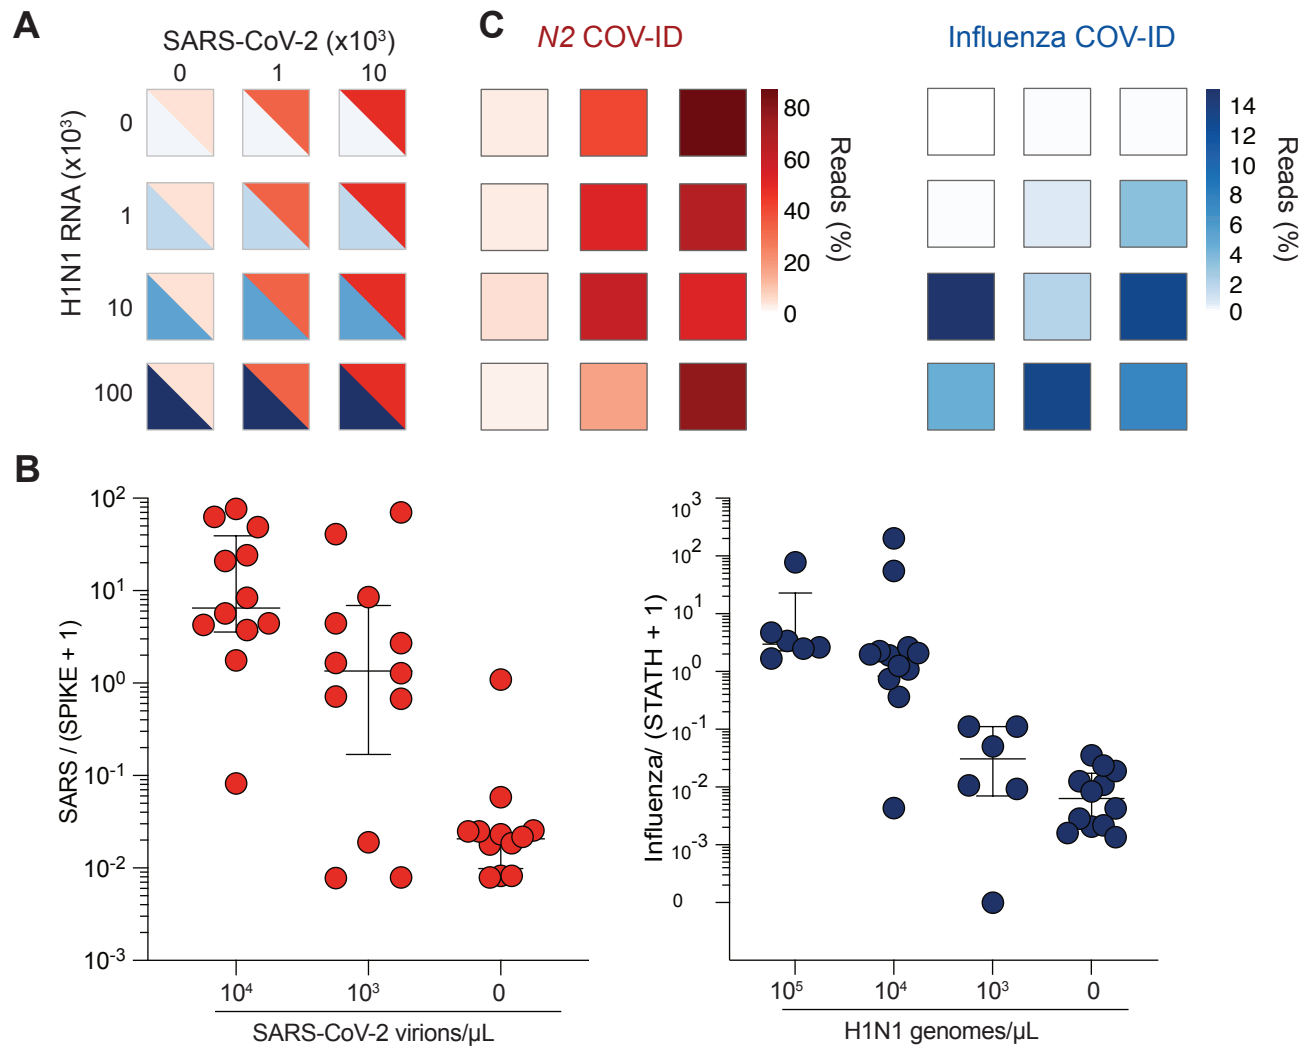 A
SARS-CoV-2 (x10³)
0 1 10
H1N1 RNA (x10³)
0
1
10
100
C
N2 COV-ID
80
60
40
20
0
Reads (%)
Influenza COV-ID
14
12
10
8
6
4
2
0
Reads (%)
B
SARS / (SPIKE + 1)
10²
10¹
10⁰
10⁻¹
10⁻²
10⁻³
10⁴ 10³ 0
SARS-CoV-2 virions/µL
Influenza/ (STATH + 1)
10³
10²
10¹
10⁰
10⁻¹
10⁻²
10⁻³
0
10⁵ 10⁴ 10³ 0
H1N1 genomes/µL